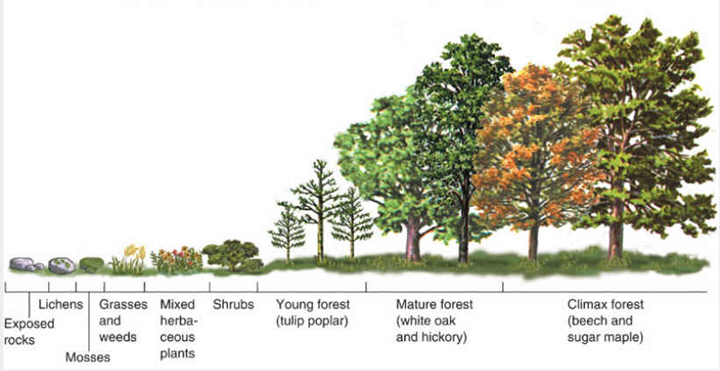 Exposed
rocks
Lichens
Mosses
Grasses
and
weeds
Mixed
herba-
ceous
plants
Shrubs
Young forest
(tulip poplar)
Mature forest
(white oak
and hickory)
Climax forest
(beech and
sugar maple)